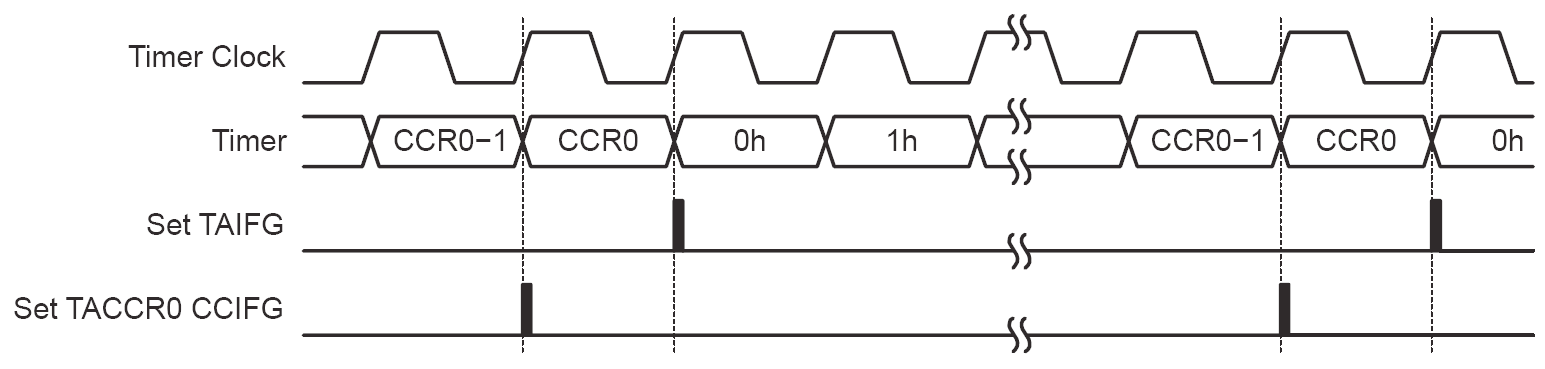 Timer Clock
Timer CCR0−1 CCR0 0h 1h CCR0−1 CCR0 0h
Set TAIFG
Set TACCR0 CCIFG